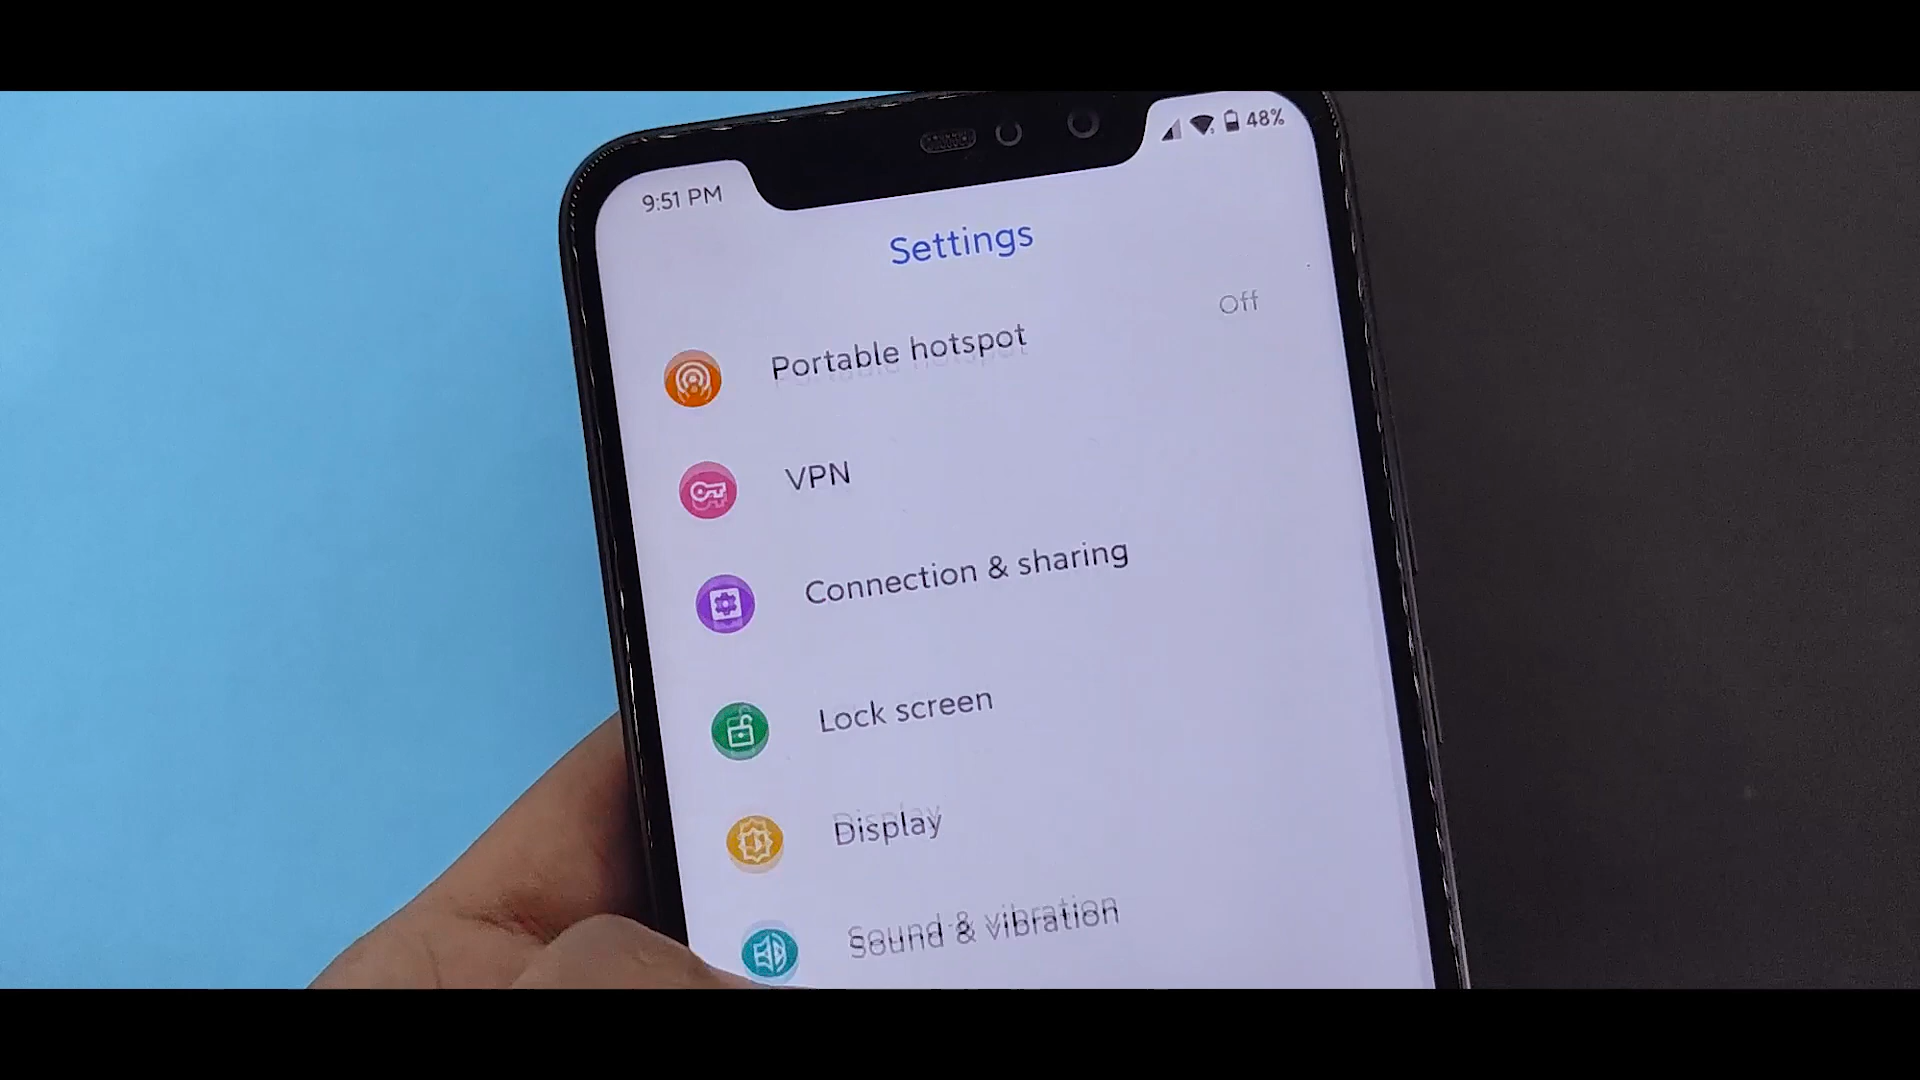 9:51 PM
48%
Settings
Portable hotspot
Off
VPN
Connection & sharing
Lock screen
Display
Sound & vibration